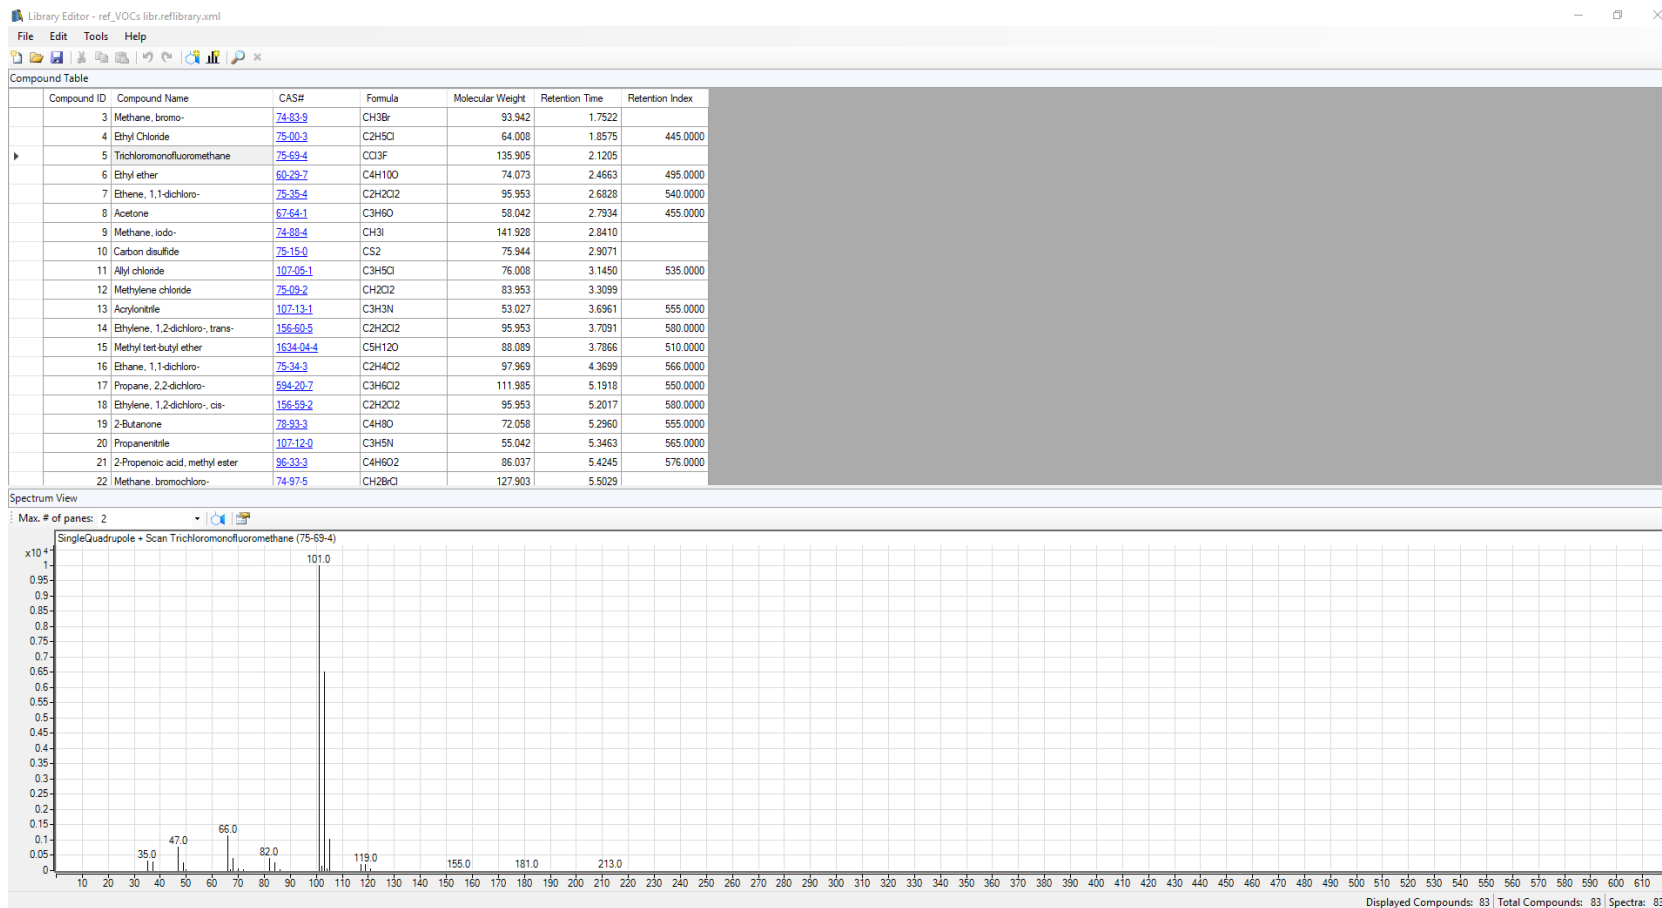 Library Editor - ref_VOCs libr.reflibrary.xml
File Edit Tools Help
Compound Table
Compound ID Compound Name CAS# Formula Molecular Weight Retention Time Retention Index
3 Methane, bromo- 74-83-9 CH3Br 93.942 1.7522
4 Ethyl Chloride 75-00-3 C2H5Cl 64.008 1.8575 445.0000
5 Trichloromonofluoromethane 75-69-4 CCl3F 135.905 2.1205
6 Ethyl ether 60-29-7 C4H10O 74.073 2.4663 495.0000
7 Ethene, 1,1-dichloro- 75-35-4 C2H2Cl2 95.953 2.6828 540.0000
8 Acetone 67-64-1 C3H6O 58.042 2.7934 455.0000
9 Methane, iodo- 74-88-4 CH3I 141.928 2.8410
10 Carbon disulfide 75-15-0 CS2 75.944 2.9071
11 Allyl chloride 107-05-1 C3H5Cl 76.008 3.1450 535.0000
12 Methylene chloride 75-09-2 CH2Cl2 83.953 3.3099
13 Acrylonitrile 107-13-1 C3H3N 53.027 3.6961 555.0000
14 Ethylene, 1,2-dichloro-, trans- 156-60-5 C2H2Cl2 95.953 3.7091 580.0000
15 Methyl tert-butyl ether 1634-04-4 C5H12O 88.089 3.7866 510.0000
16 Ethane, 1,1-dichloro- 75-34-3 C2H4Cl2 97.969 4.3699 566.0000
17 Propane, 2,2-dichloro- 594-20-7 C3H6Cl2 111.985 5.1918 550.0000
18 Ethylene, 1,2-dichloro-, cis- 156-59-2 C2H2Cl2 95.953 5.2017 580.0000
19 2-Butanone 78-93-3 C4H8O 72.058 5.2960 555.0000
20 Propanenitrile 107-12-0 C3H5N 55.042 5.3463 565.0000
21 2-Propenoic acid, methyl ester 96-33-3 C4H6O2 86.037 5.4245 576.0000
22 Methane, bromochloro- 74-97-5 CH2BrCl 127.903 5.5029
Spectrum View
Max. # of panes: 2
SingleQuadrupole + Scan Trichloromonofluoromethane (75-69-4)
x10 4
101.0
1
0.95
0.9
0.85
0.8
0.75
0.7
0.65
0.6
0.55
0.5
0.45
0.4
0.35
0.3
0.25
0.2
0.15
66.0
0.1
47.0
0.05
35.0 82.0 119.0 155.0 181.0 213.0
0
10 20 30 40 50 60 70 80 90 100 110 120 130 140 150 160 170 180 190 200 210 220 230 240 250 260 270 280 290 300 310 320 330 340 350 360 370 380 390 400 410 420 430 440 450 460 470 480 490 500 510 520 530 540 550 560 570 580 590 600 610
Displayed Compounds: 83 Total Compounds: 83 Spectra: 83